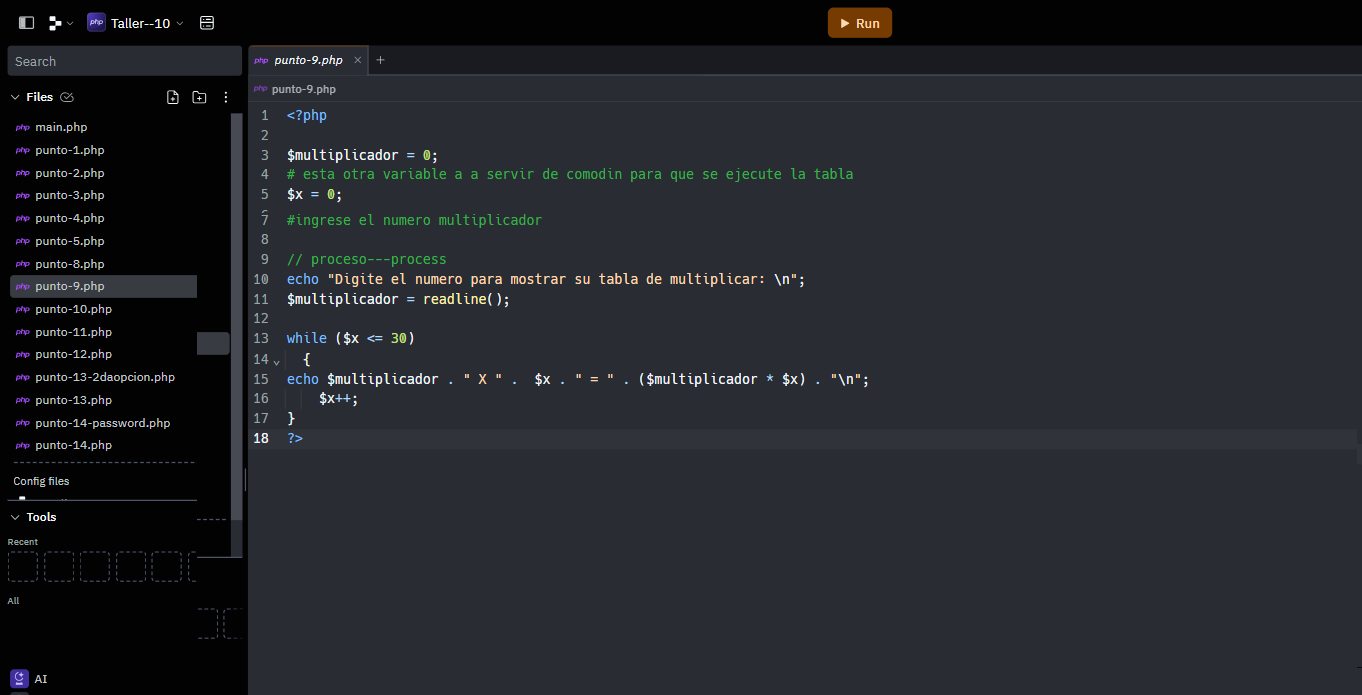 php Taller--10
Run
Search
Files
php main.php
php punto-1.php
php punto-2.php
php punto-3.php
php punto-4.php
php punto-5.php
php punto-8.php
php punto-9.php
php punto-10.php
php punto-11.php
php punto-12.php
php punto-13-2daopcion.php
php punto-13.php
php punto-14-password.php
php punto-14.php
Config files
Tools
Recent
All
AI
php punto-9.php × +
php punto-9.php
1 <?php
2
3 $multiplicador = 0;
4 # esta otra variable a a servir de comodin para que se ejecute la tabla
5 $x = 0;
7 #ingrese el numero multiplicador
8
9 // proceso---process
10 echo "Digite el numero para mostrar su tabla de multiplicar: \n";
11 $multiplicador = readline();
12
13 while ($x <= 30)
14 {
15 echo $multiplicador . " X " .  $x . " = " . ($multiplicador * $x) . "\n";
16 $x++;
17 }
18 ?>